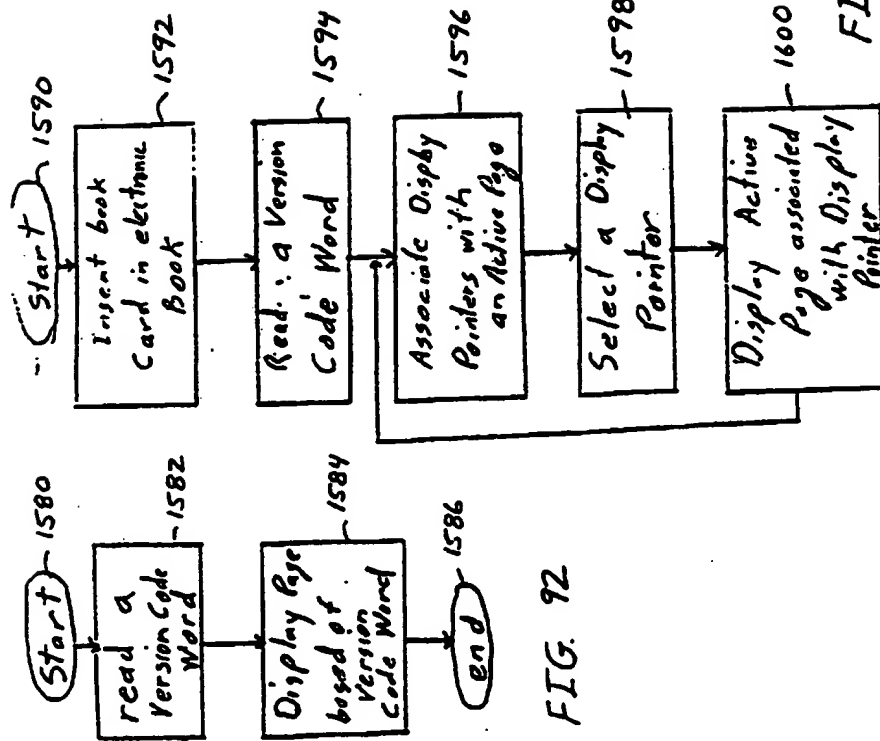 Start 1580
read a
Version Code
Word
1582
Display Page
based of
Version
Code Word
1584
end 1586
FIG. 92
Start 1590
Insert book
Card in electronic
Book
1592
Read a Version
Code Word
1594
Associate Display
Pointers with
an Active Page
1596
Select a Display
Pointer
1598
Display Active
Page associated
with Display
Pointer
1600